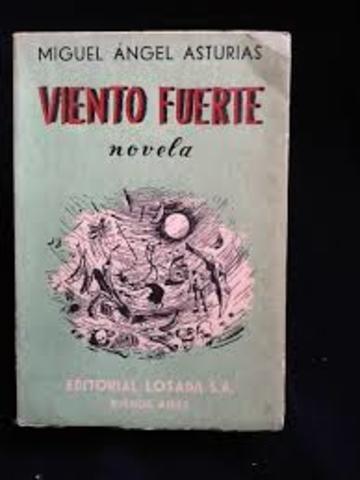 MIGUEL ÁNGEL ASTURIAS
VIENTO FUERTE
novela
EDITORIAL LOSADA S.A.
BUENOS AIRES